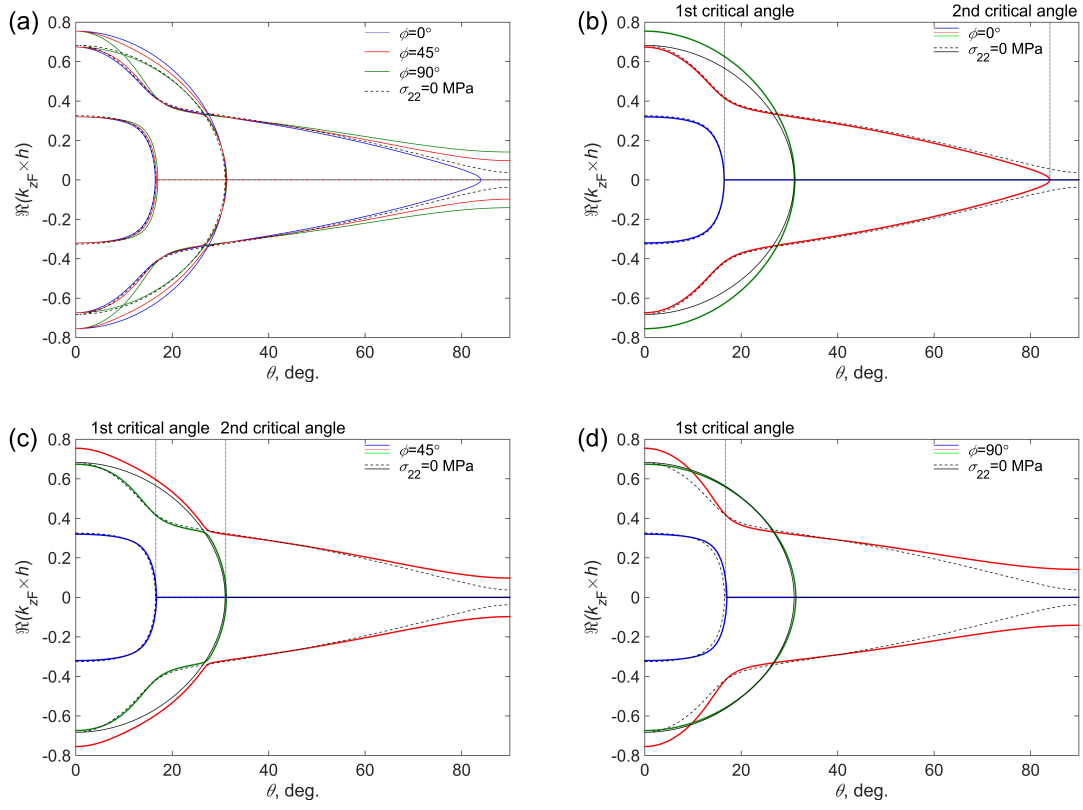 (a)
ϕ=0°
ϕ=45°
ϕ=90°
σ22=0 MPa
0.8
0.6
0.4
0.2
0
-0.2
-0.4
-0.6
-0.8
ℜ(kzF×h)
0 20 40 60 80
θ, deg.
(b)
1st critical angle 2nd critical angle
ϕ=0°
σ22=0 MPa
0.8
0.6
0.4
0.2
0
-0.2
-0.4
-0.6
-0.8
ℜ(kzF×h)
0 20 40 60 80
θ, deg.
(c)
1st critical angle 2nd critical angle
ϕ=45°
σ22=0 MPa
0.8
0.6
0.4
0.2
0
-0.2
-0.4
-0.6
-0.8
ℜ(kzF×h)
0 20 40 60 80
θ, deg.
(d)
1st critical angle
ϕ=90°
σ22=0 MPa
0.8
0.6
0.4
0.2
0
-0.2
-0.4
-0.6
-0.8
ℜ(kzF×h)
0 20 40 60 80
θ, deg.